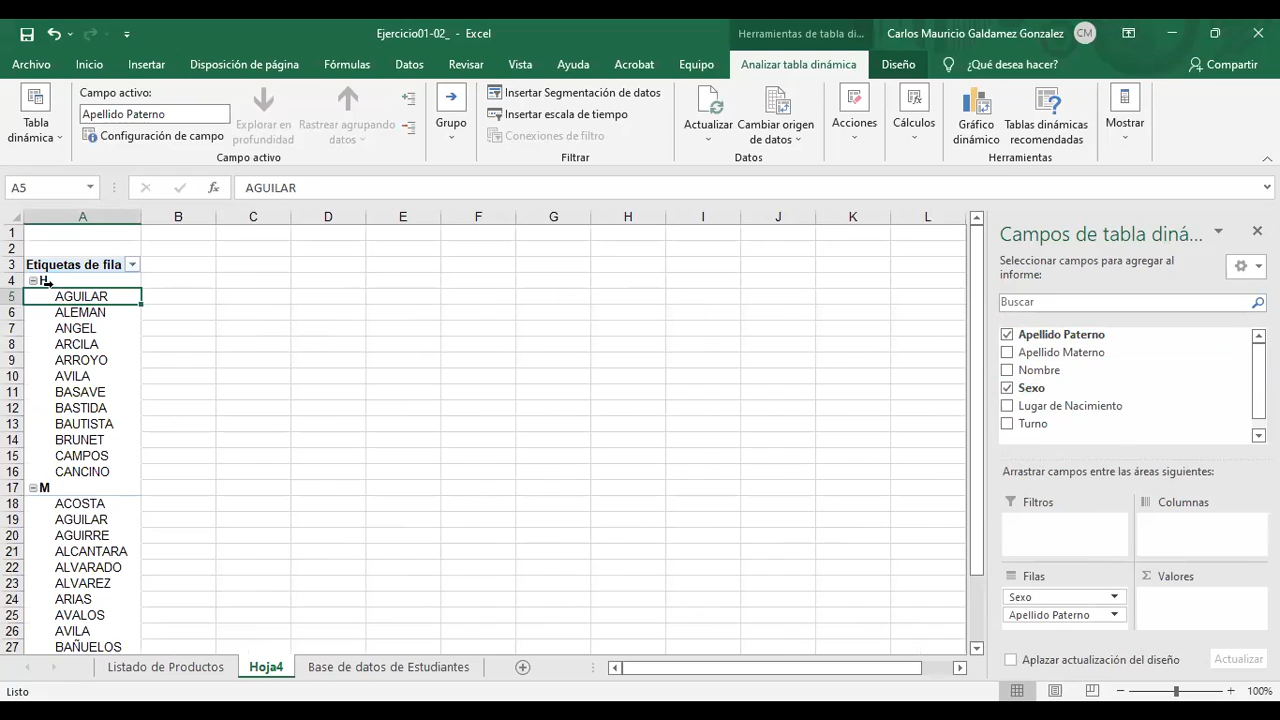 Ejercicio01-02_ - Excel
Herramientas de tabla di...
Carlos Mauricio Galdamez Gonzalez
CM
Archivo
Inicio
Insertar
Disposición de página
Fórmulas
Datos
Revisar
Vista
Ayuda
Acrobat
Equipo
Analizar tabla dinámica
Diseño
¿Qué desea hacer?
Compartir
Tabla dinámica
Campo activo:
Apellido Paterno
Configuración de campo
Explorar en profundidad
Rastrear agrupando datos
Campo activo
Grupo
Insertar Segmentación de datos
Insertar escala de tiempo
Conexiones de filtro
Filtrar
Actualizar
Cambiar origen de datos
Datos
Acciones
Cálculos
Gráfico dinámico
Tablas dinámicas recomendadas
Herramientas
Mostrar
A5
fx
AGUILAR
A B C D E F G H I J K L
1
2
3 Etiquetas de fila
4 H
5 AGUILAR
6 ALEMAN
7 ANGEL
8 ARCILA
9 ARROYO
10 AVILA
11 BASAVE
12 BASTIDA
13 BAUTISTA
14 BRUNET
15 CAMPOS
16 CANCINO
17 M
18 ACOSTA
19 AGUILAR
20 AGUIRRE
21 ALCANTARA
22 ALVARADO
23 ALVAREZ
24 ARIAS
25 AVALOS
26 AVILA
27 BAÑUELOS
Campos de tabla diná...
Seleccionar campos para agregar al
informe:
Buscar
Apellido Paterno
Apellido Materno
Nombre
Sexo
Lugar de Nacimiento
Turno
Arrastrar campos entre las áreas siguientes:
Filtros
Columnas
Filas
Σ Valores
Sexo
Apellido Paterno
Aplazar actualización del diseño
Actualizar
Listado de Productos
Hoja4
Base de datos de Estudiantes
Listo
100%